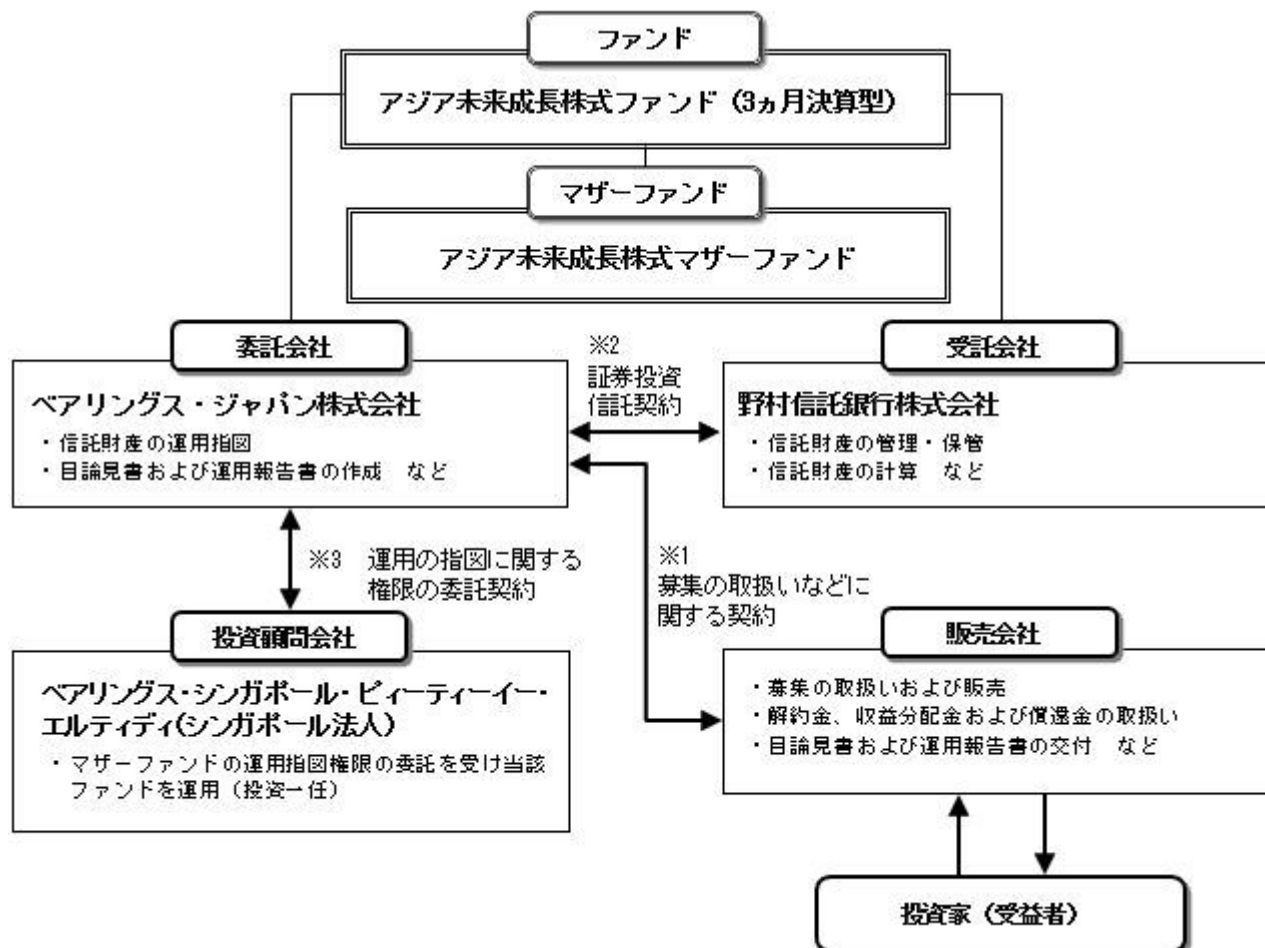 ファンド
アジア未来成長株式ファンド（3ヵ月決算型）
マザーファンド
アジア未来成長株式マザーファンド
委託会社
ベアリングス・ジャパン株式会社
・信託財産の運用指図
・目論見書および運用報告書の作成　など
※2
証券投資
信託契約
受託会社
野村信託銀行株式会社
・信託財産の管理・保管
・信託財産の計算　など
※3　運用の指図に関する
権限の委託契約
※1
募集の取扱いなどに
関する契約
投資顧問会社
ベアリングス・シンガポール・ピィーティーイー・
エルティディ(シンガポール法人)
・マザーファンドの運用指図権限の委託を受け当該
ファンドを運用（投資一任）
販売会社
・募集の取扱いおよび販売
・解約金、収益分配金および償還金の取扱い
・目論見書および運用報告書の交付　など
投資家（受益者）